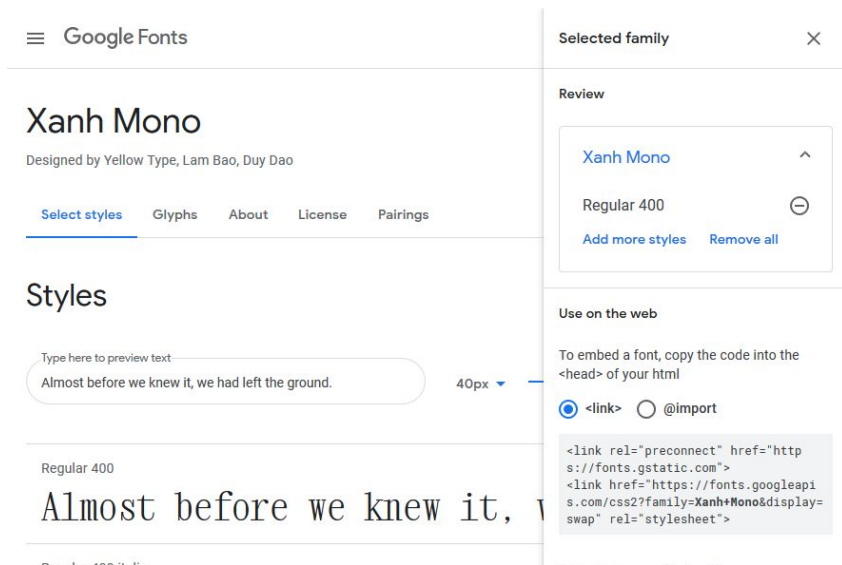 Google Fonts
Xanh Mono
Designed by Yellow Type, Lam Bao, Duy Dao
Select styles
Glyphs
About
License
Pairings
Styles
Type here to preview text
Almost before we knew it, we had left the ground.
40px
Regular 400
Almost before we knew it,
Selected family
Review
Xanh Mono
Regular 400
Add more styles
Remove all
Use on the web
To embed a font, copy the code into the
<head> of your html
<link>
@import
<link rel="preconnect" href="http
s://fonts.gstatic.com">
<link href="https://fonts.googleapi
s.com/css2?family=Xanh+Mono&display=
swap" rel="stylesheet">